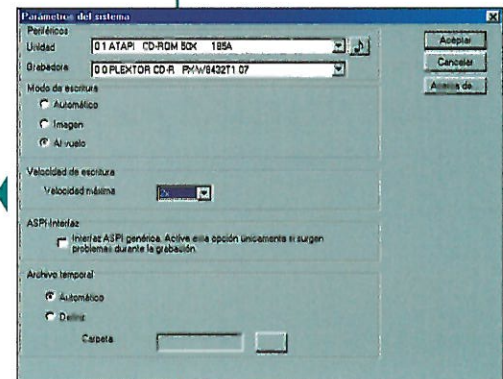 Parámetros del sistema
Periféricos
Unidad 0 1 ATAPI CD-ROM 50X 185A
Grabadora 0 0 PLEXTOR CD-R PX-W8432T1.07
Modo de escritura
Automático
Imagen
Al vuelo
Velocidad de escritura
Velocidad máxima
ASPI-Interfaz
Interfaz ASPI genérica. Active esta opción únicamente si surgen
problemas durante la grabación.
Archivo temporal
Automático
Definir
Carpeta
Aceptar
Cancelar
Acerca de...